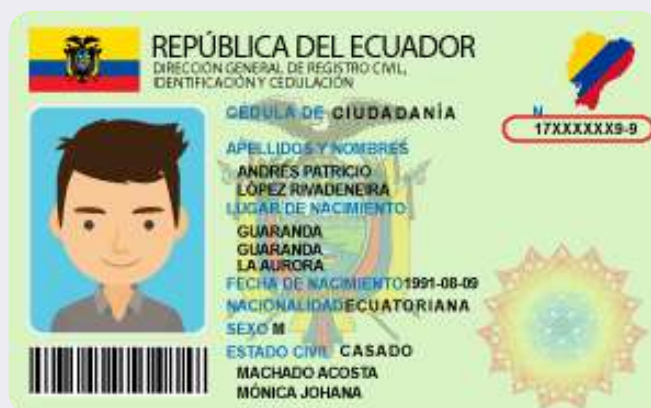 REPÚBLICA DEL ECUADOR
DIRECCIÓN GENERAL DE REGISTRO CIVIL,
IDENTIFICACIÓN Y CEDULACIÓN
CEDULA DE CIUDADANÍA
N.
17XXXXXX9-9
APELLIDOS Y NOMBRES
ANDRÉS PATRICIO
LÓPEZ RIVADENEIRA
LUGAR DE NACIMIENTO
GUARANDA
GUARANDA
LA AURORA
FECHA DE NACIMIENTO 1991-08-09
NACIONALIDAD ECUATORIANA
SEXO M
ESTADO CIVIL CASADO
MACHADO ACOSTA
MÓNICA JOHANA